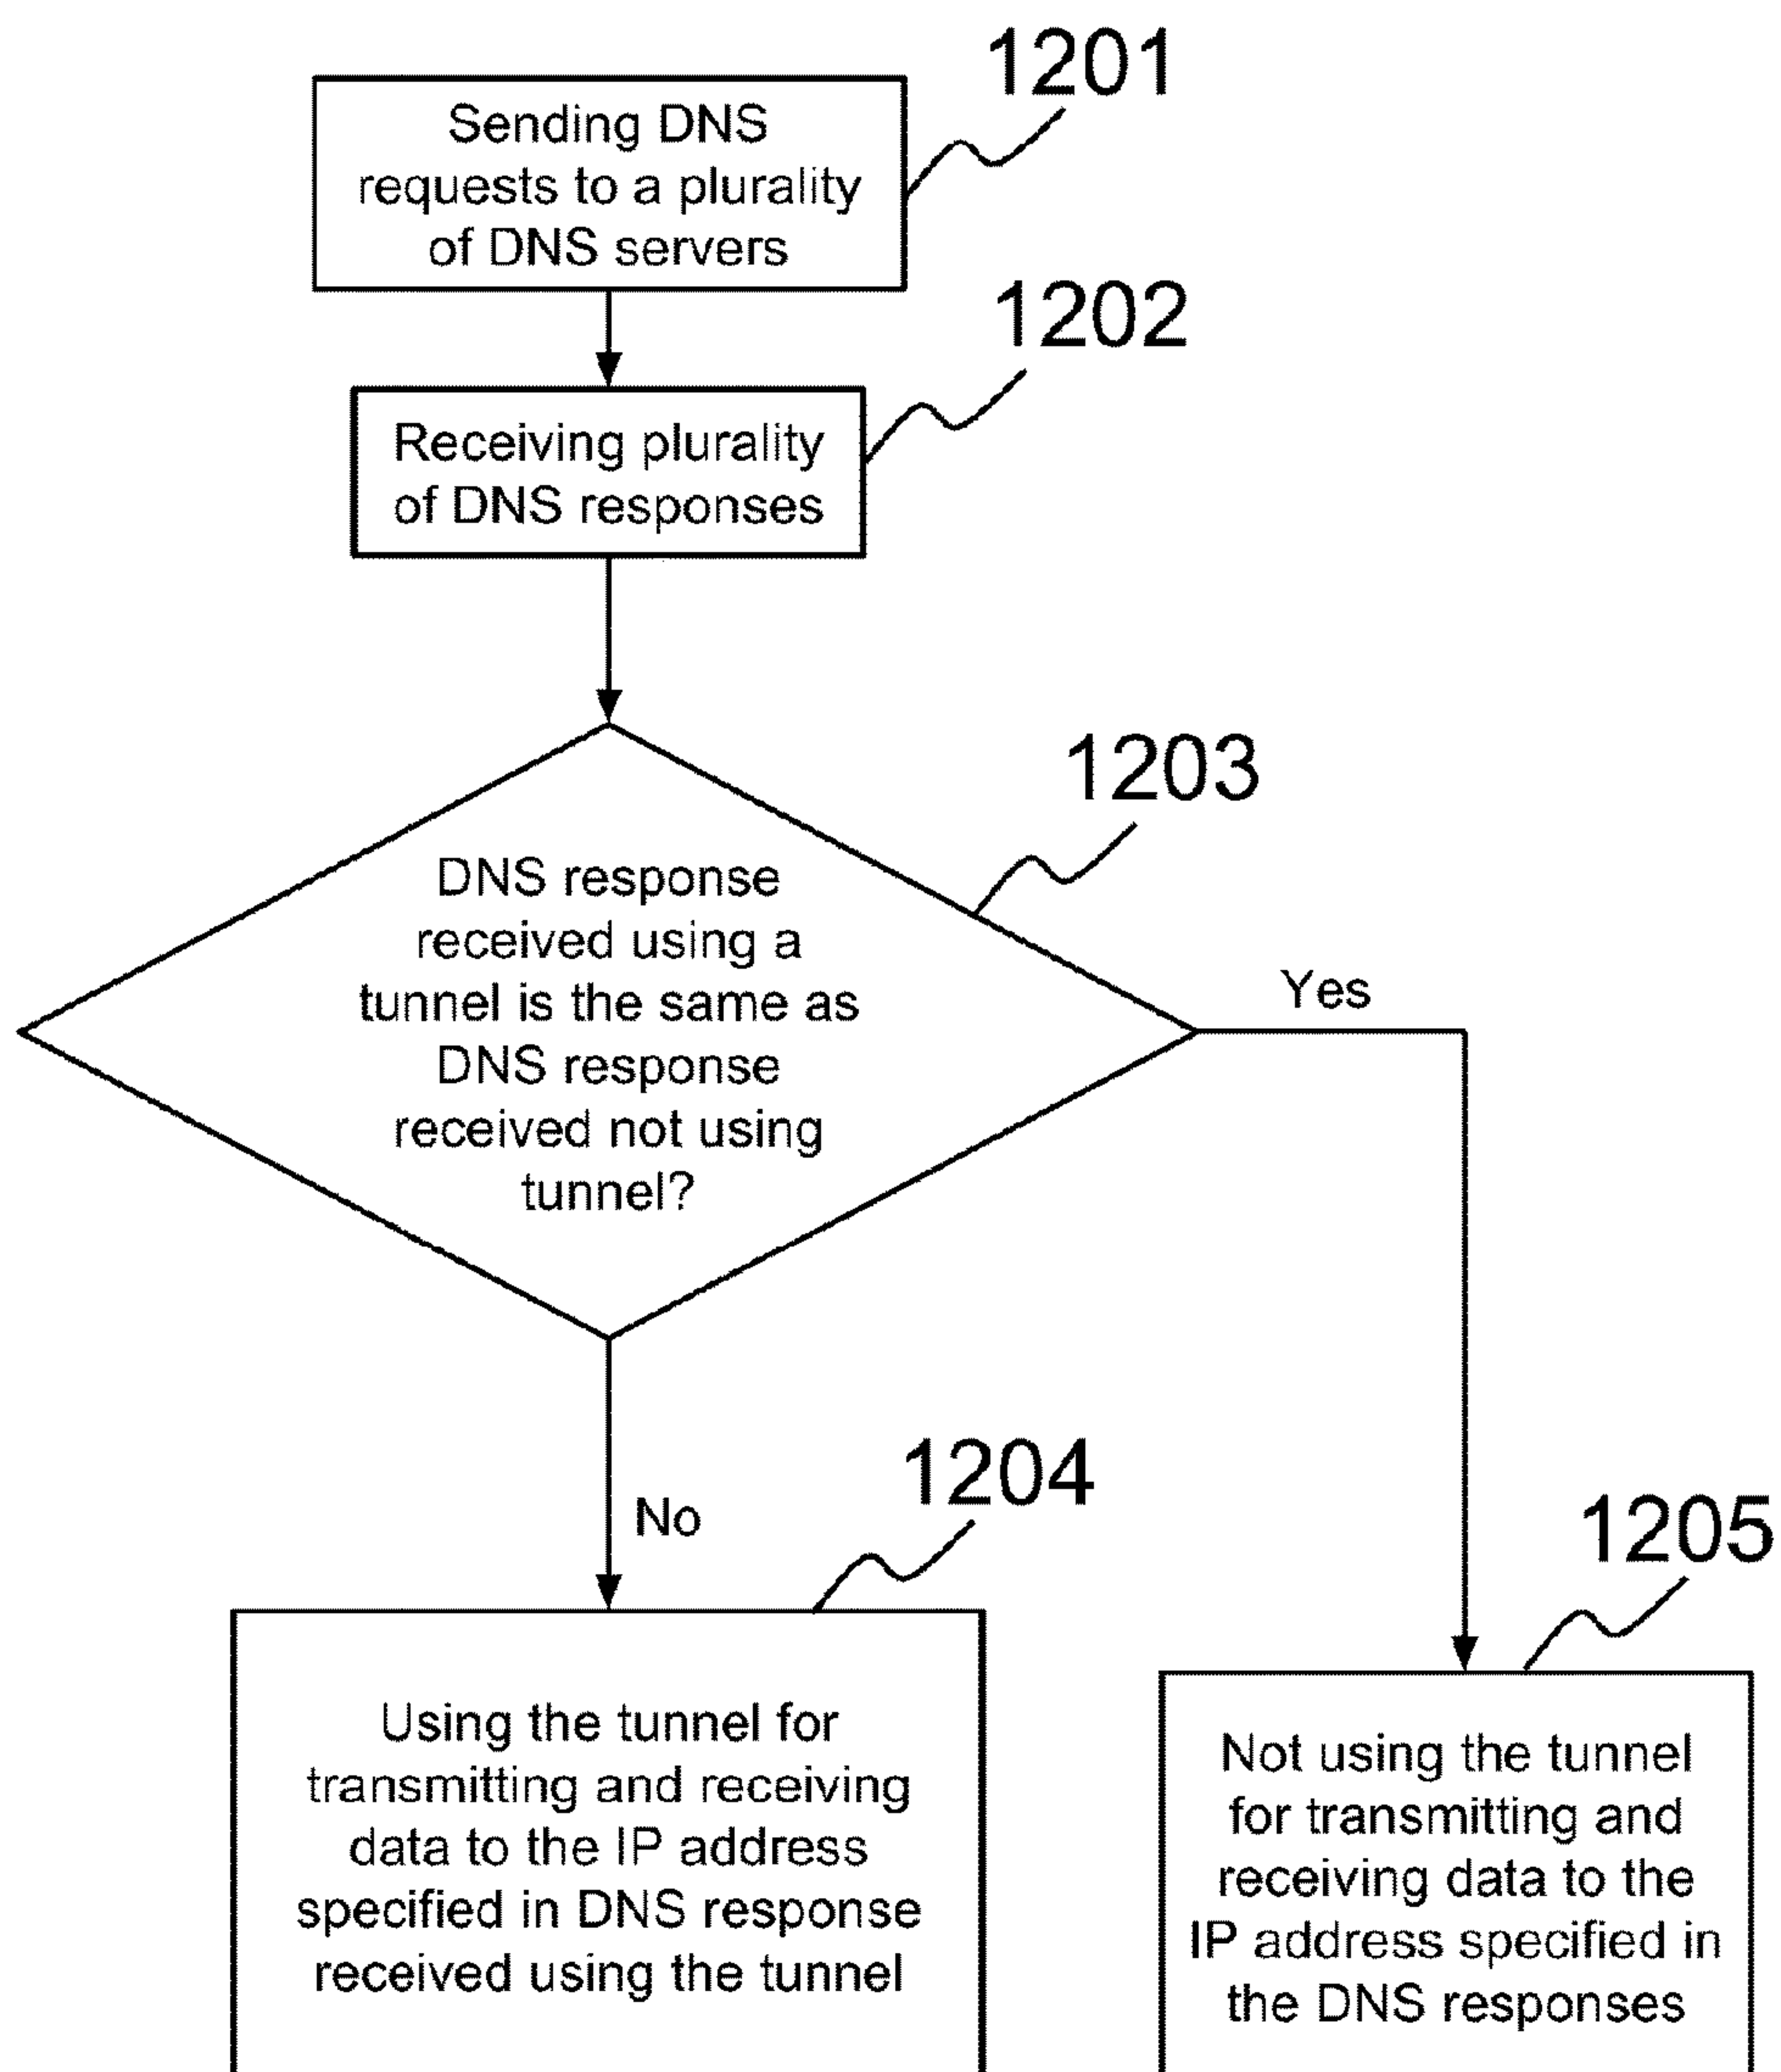 1201
Sending DNS
requests to a plurality
of DNS servers
1202
Receiving plurality
of DNS responses
1203
DNS response
received using a
tunnel is the same as
DNS response
received not using
tunnel?
Yes
No
1204
Using the tunnel for
transmitting and receiving
data to the IP address
specified in DNS response
received using the tunnel
1205
Not using the tunnel
for transmitting and
receiving data to the
IP address specified in
the DNS responses